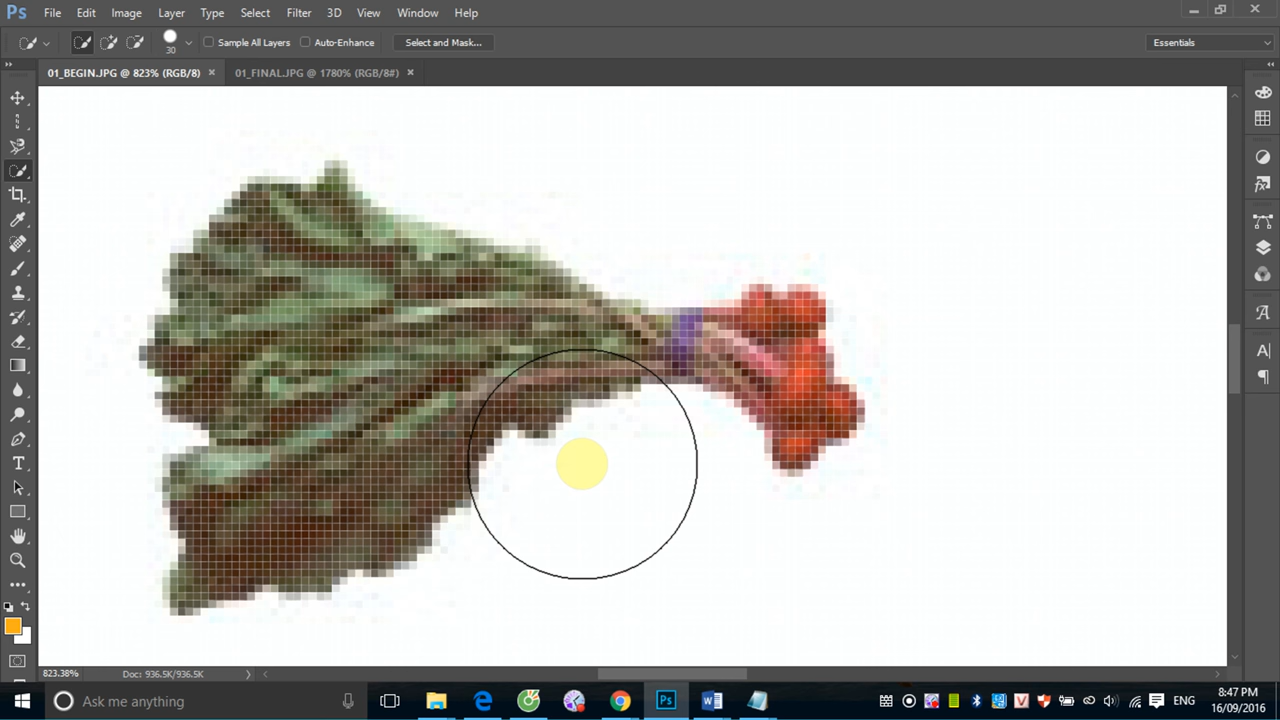 Ps File Edit Image Layer Type Select Filter 3D View Window Help
30 Sample All Layers Auto-Enhance Select and Mask... Essentials
01_BEGIN.JPG @ 823% (RGB/8) × 01_FINAL.JPG @ 1780% (RGB/8#) ×
823.38% Doc: 936.5K/936.5K
Ask me anything Ps ENG 8:47 PM
16/09/2016